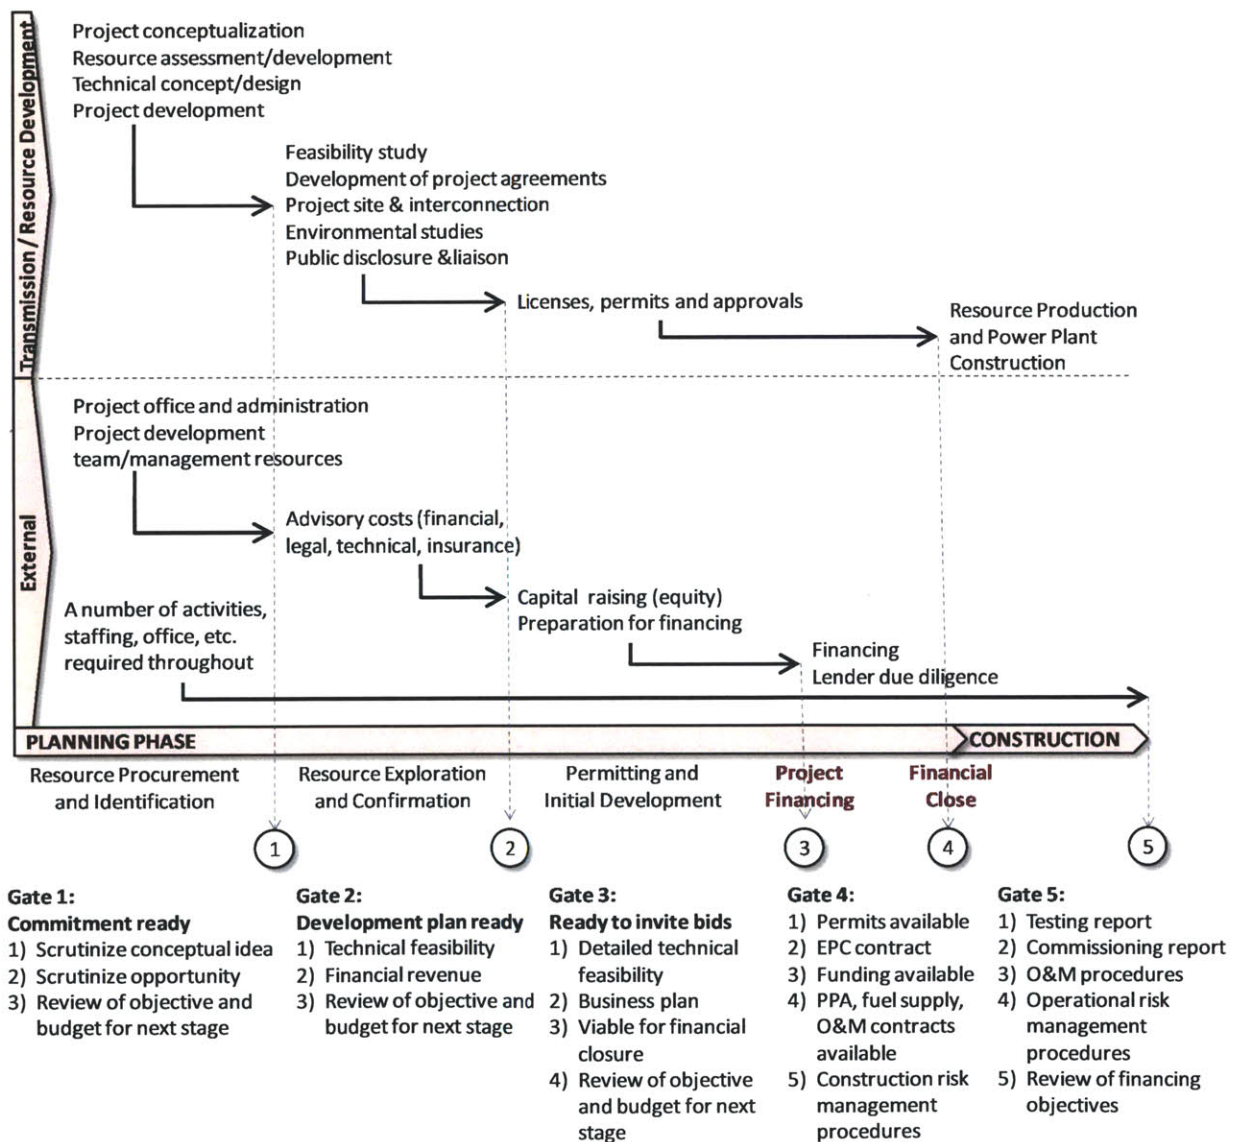 Transmission / Resource Development
Project conceptualization
Resource assessment/development
Technical concept/design
Project development
Feasibility study
Development of project agreements
Project site & interconnection
Environmental studies
Public disclosure &liaison
Licenses, permits and approvals
Resource Production
and Power Plant
Construction
External
Project office and administration
Project development
team/management resources
Advisory costs (financial,
legal, technical, insurance)
A number of activities,
staffing, office, etc.
required throughout
Capital raising (equity)
Preparation for financing
Financing
Lender due diligence
PLANNING PHASE
CONSTRUCTION
Resource Procurement
and Identification
Resource Exploration
and Confirmation
Permitting and
Initial Development
Project
Financing
Financial
Close
1
2
3
4
5
Gate 1:
Commitment ready
1) Scrutinize conceptual idea
2) Scrutinize opportunity
3) Review of objective and
budget for next stage
Gate 2:
Development plan ready
1) Technical feasibility
2) Financial revenue
3) Review of objective and
budget for next stage
Gate 3:
Ready to invite bids
1) Detailed technical
feasibility
2) Business plan
3) Viable for financial
closure
4) Review of objective
and budget for next
stage
Gate 4:
1) Permits available
2) EPC contract
3) Funding available
4) PPA, fuel supply,
O&M contracts
available
5) Construction risk
management
procedures
Gate 5:
1) Testing report
2) Commissioning report
3) O&M procedures
4) Operational risk
management
procedures
5) Review of financing
objectives